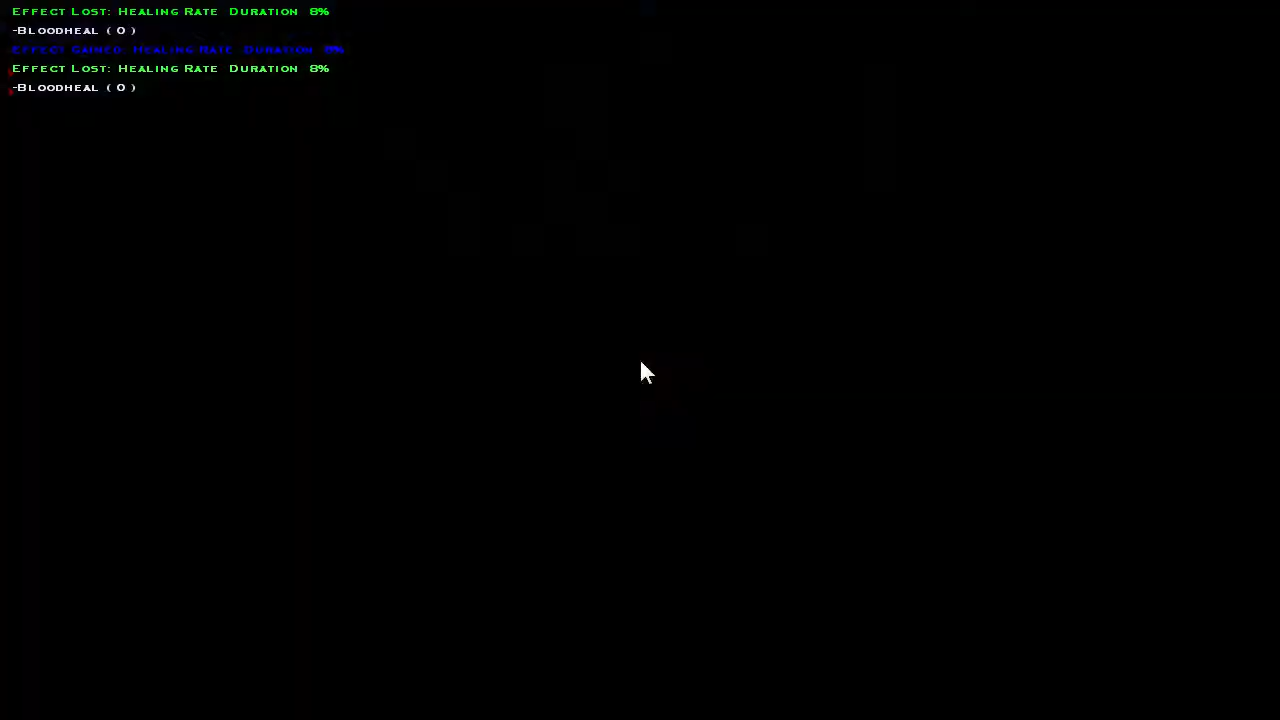 Effect Lost: Healing Rate Duration 8%
-Bloodheal ( 0 )
Effect Gained: Healing Rate Duration 8%
Effect Lost: Healing Rate Duration 8%
-Bloodheal ( 0 )